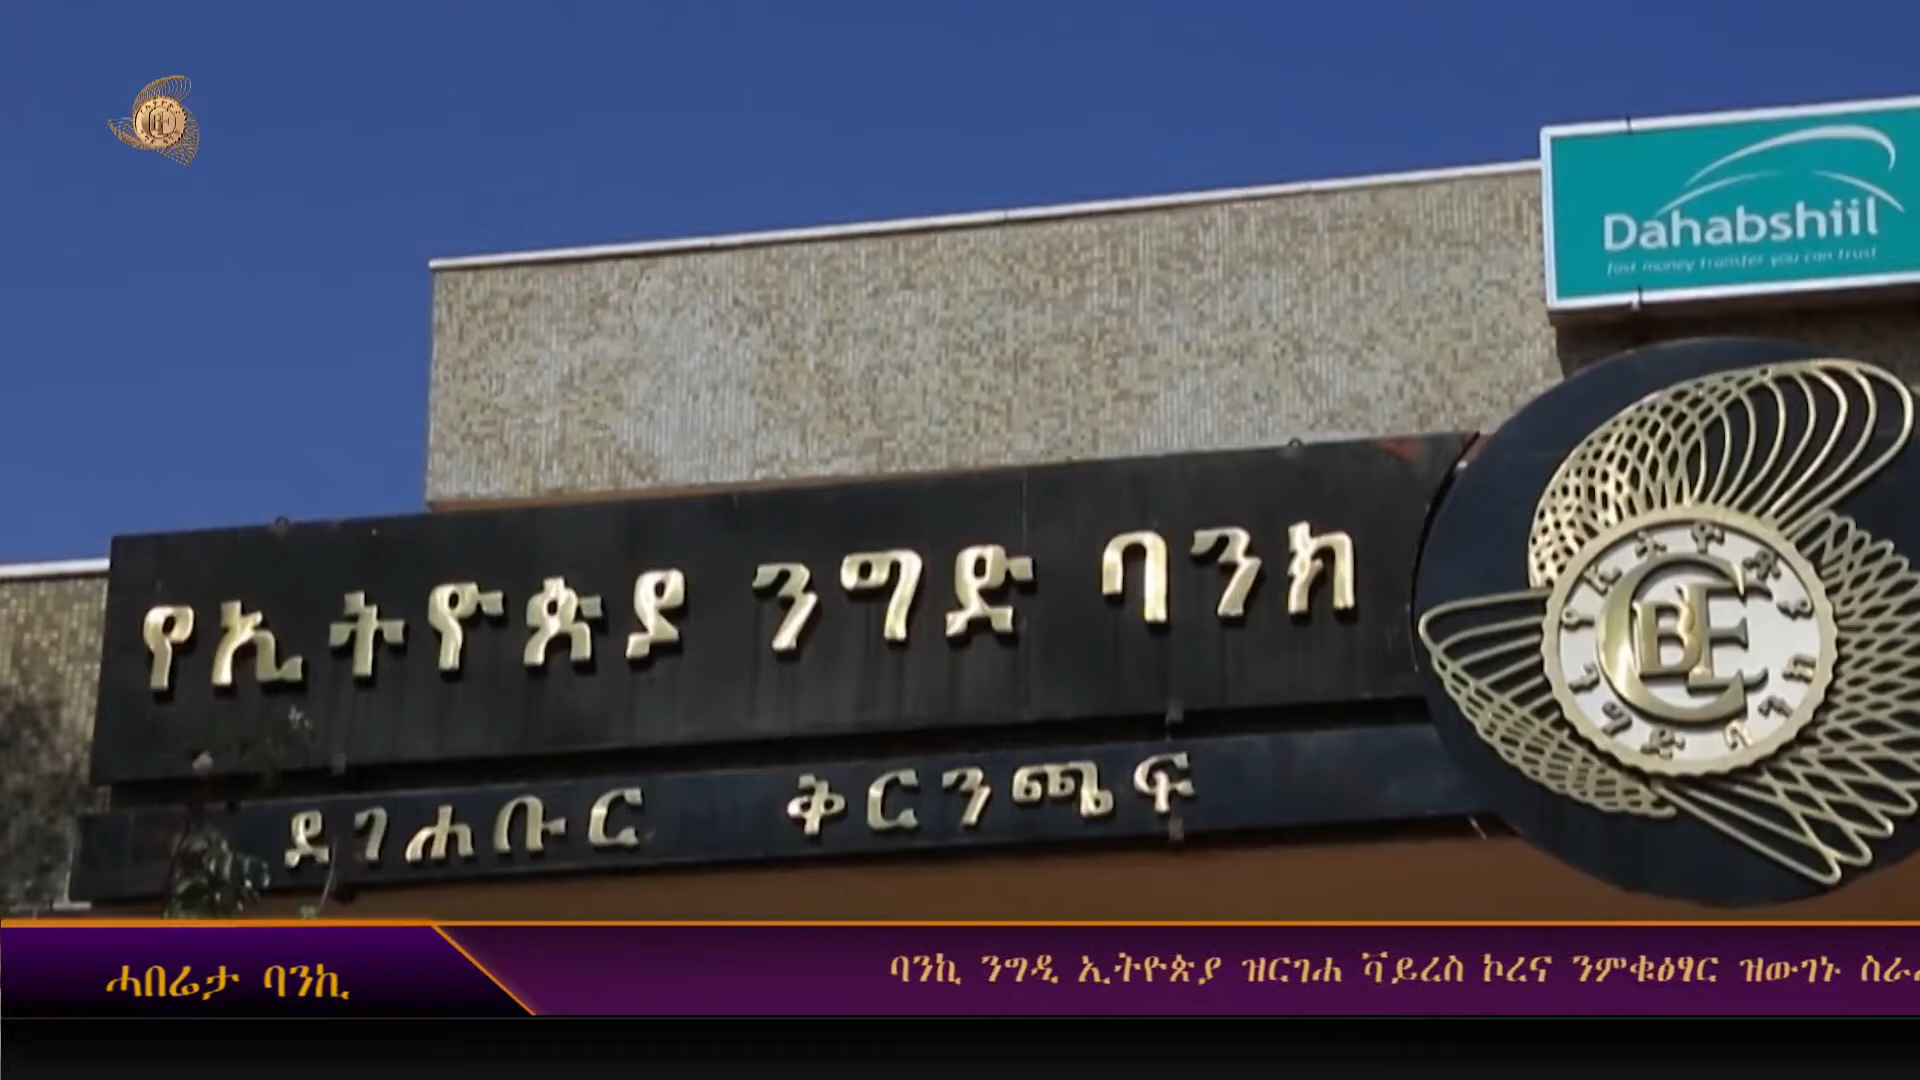 Dahabshiil
fast money transfer you can trust
የኢትዮጵያ ንግድ ባንክ
ደገሐቡር ቅርንጫፍ
CBE
ሓበሬታ ባንኪ
ባንኪ ንግዲ ኢትዮጵያ ዝርገሐ ቫይረስ ኮረና ንምቁፅፃር ዝውገኑ